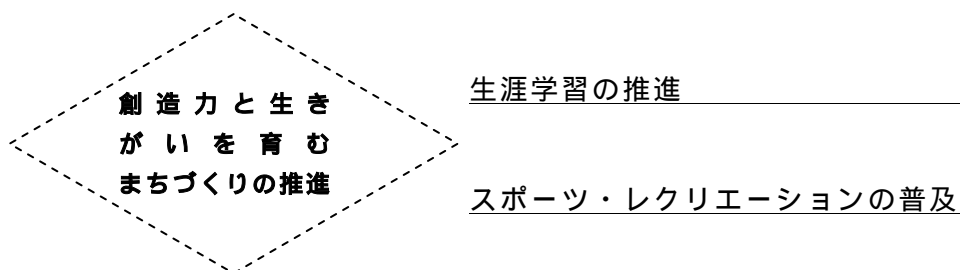 創造力と生き
がいを育む
まちづくりの推進
生涯学習の推進
スポーツ・レクリエーションの普及